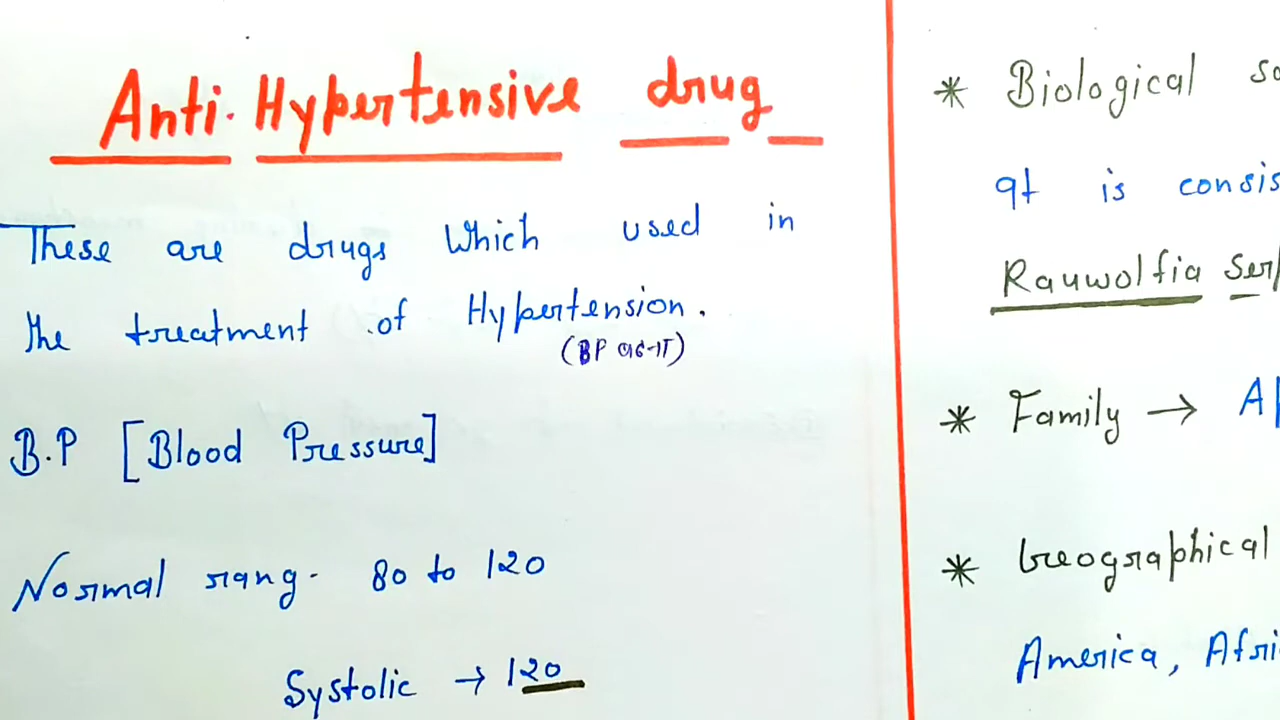 Anti-Hypertensive drug
These are drugs which used in
the treatment of Hypertension.
(BP
B.P [Blood Pressure]
Normal rang- 80 to 120
Systolic → 120
* Biological
It is
Rauwolfia
* Family →
* Geographical
America,